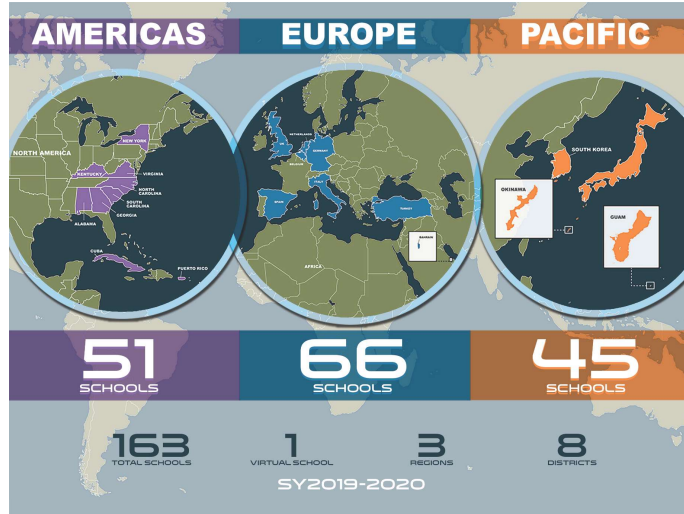 AMERICAS
EUROPE
PACIFIC
NEW YORK
NORTH AMERICA
KENTUCKY
VIRGINIA
NORTH
CAROLINA
SOUTH
CAROLINA
GEORGIA
ALABAMA
CUBA
PUERTO RICO
NETHERLANDS
UK
GERMANY
BELGIUM
ITALY
SPAIN
TURKEY
BAHRAIN
AFRICA
SOUTH KOREA
OKINAWA
GUAM
51
SCHOOLS
66
SCHOOLS
45
SCHOOLS
163
TOTAL SCHOOLS
1
VIRTUAL SCHOOL
3
REGIONS
8
DISTRICTS
SY2019-2020